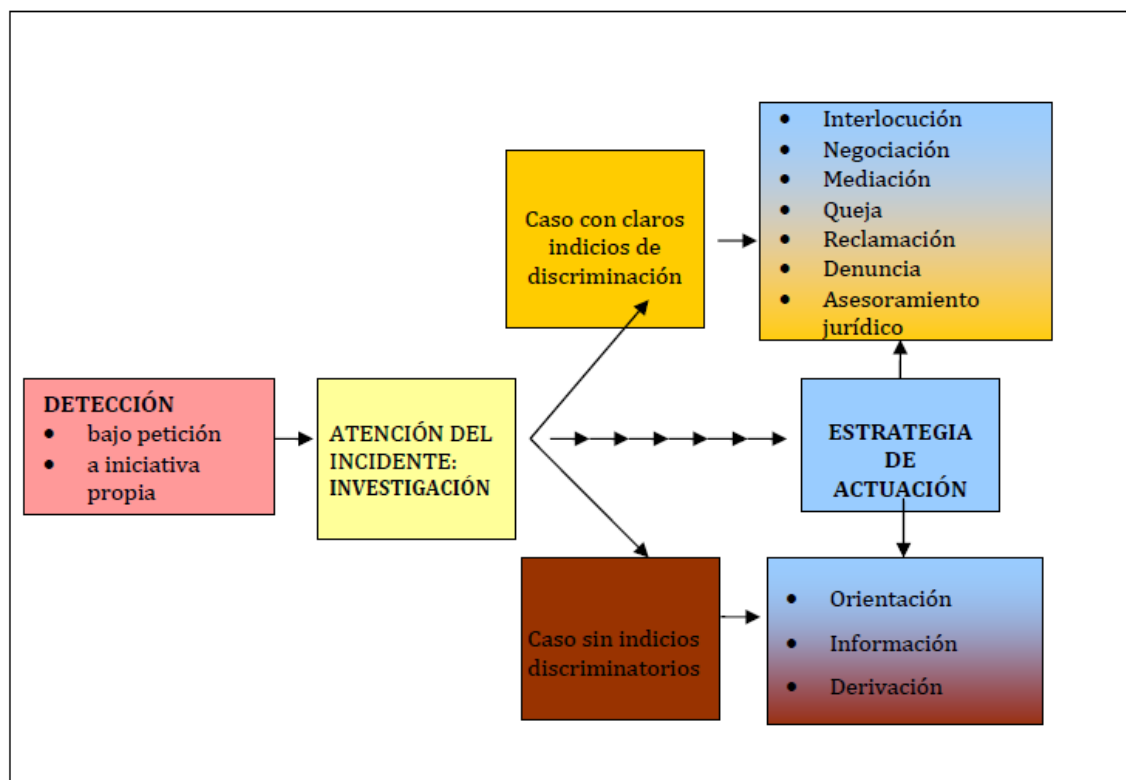 DETECCIÓN
• bajo petición
• a iniciativa
propia
ATENCIÓN DEL
INCIDENTE:
INVESTIGACIÓN
Caso con claros
indicios de
discriminación
• Interlocución
• Negociación
• Mediación
• Queja
• Reclamación
• Denuncia
• Asesoramiento
jurídico
ESTRATEGIA
DE
ACTUACIÓN
Caso sin indicios
discriminatorios
• Orientación
• Información
• Derivación